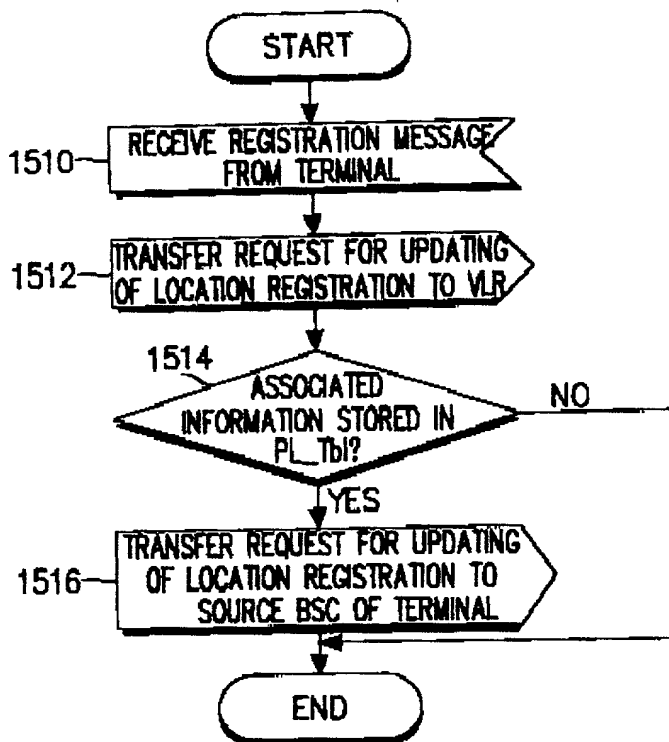 START
1510
RECEIVE REGISTRATION MESSAGE
FROM TERMINAL
1512
TRANSFER REQUEST FOR UPDATING
OF LOCATION REGISTRATION TO VLR
1514
ASSOCIATED
INFORMATION STORED IN
PI_Tbl?
NO
YES
1516
TRANSFER REQUEST FOR UPDATING
OF LOCATION REGISTRATION TO
SOURCE BSC OF TERMINAL
END